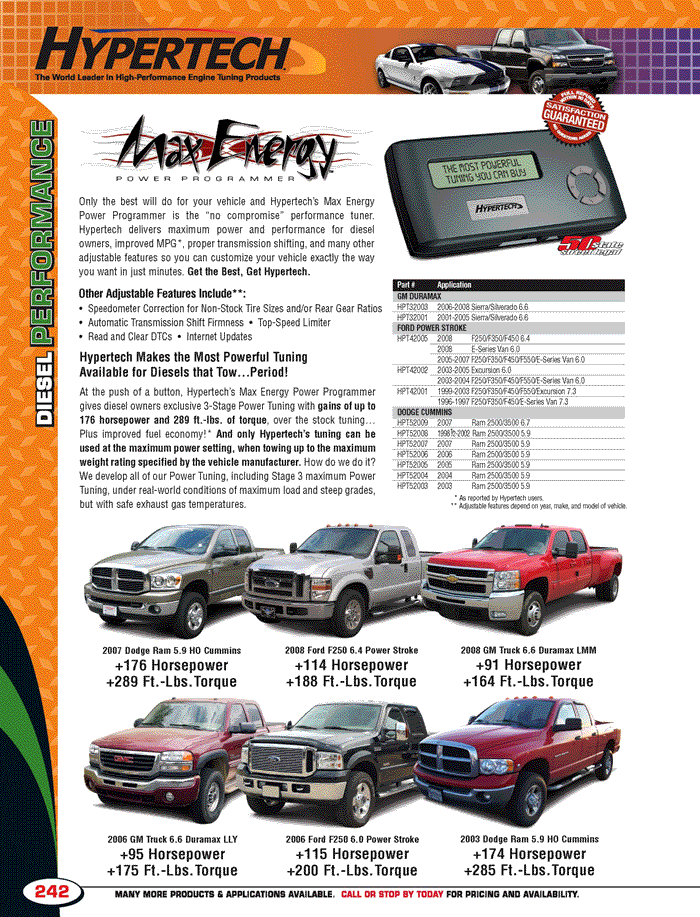 HYPERTECH
The World Leader in High-Performance Engine Tuning Products
DIESEL PERFORMANCE
Max Energy
POWER PROGRAMMER
FULL REFUND
WITHIN 30 DAYS
SATISFACTION
GUARANTEED
NO QUESTIONS ASKED
THE MOST POWERFUL
TUNING YOU CAN BUY
HYPERTECH
50 state
street legal
Only the best will do for your vehicle and Hypertech's Max Energy
Power Programmer is the "no compromise" performance tuner.
Hypertech delivers maximum power and performance for diesel
owners, improved MPG*, proper transmission shifting, and many other
adjustable features so you can customize your vehicle exactly the way
you want in just minutes. Get the Best, Get Hypertech.
Other Adjustable Features Include**:
• Speedometer Correction for Non-Stock Tire Sizes and/or Rear Gear Ratios
• Automatic Transmission Shift Firmness • Top-Speed Limiter
• Read and Clear DTCs • Internet Updates
Hypertech Makes the Most Powerful Tuning
Available for Diesels that Tow...Period!
At the push of a button, Hypertech's Max Energy Power Programmer
gives diesel owners exclusive 3-Stage Power Tuning with gains of up to
176 horsepower and 289 ft.-lbs. of torque, over the stock tuning...
Plus improved fuel economy!* And only Hypertech's tuning can be
used at the maximum power setting, when towing up to the maximum
weight rating specified by the vehicle manufacturer. How do we do it?
We develop all of our Power Tuning, including Stage 3 maximum Power
Tuning, under real-world conditions of maximum load and steep grades,
but with safe exhaust gas temperatures.
Part # Application
GM DURAMAX
HPT32003 2006-2008 Sierra/Silverado 6.6
HPT32001 2001-2005 Sierra/Silverado 6.6
FORD POWER STROKE
HPT42005 2008 F250/F350/F450 6.4
2008 E-Series Van 6.0
2005-2007 F250/F350/F450/F550/E-Series Van 6.0
HPT42002 2003-2005 Excursion 6.0
2003-2004 F250/F350/F450/F550/E-Series Van 6.0
HPT42001 1999-2003 F250/F350/F450/F550/Excursion 7.3
1996-1997 F250/F350/F450/E-Series Van 7.3
DODGE CUMMINS
HPT52009 2007 Ram 2500/3500 6.7
HPT52008 1998½-2002 Ram 2500/3500 5.9
HPT52007 2007 Ram 2500/3500 5.9
HPT52006 2006 Ram 2500/3500 5.9
HPT52005 2005 Ram 2500/3500 5.9
HPT52004 2004 Ram 2500/3500 5.9
HPT52003 2003 Ram 2500/3500 5.9
* As reported by Hypertech users.
** Adjustable features depend on year, make, and model of vehicle.
2007 Dodge Ram 5.9 HO Cummins
+176 Horsepower
+289 Ft.-Lbs. Torque
2008 Ford F250 6.4 Power Stroke
+114 Horsepower
+188 Ft.-Lbs. Torque
2008 GM Truck 6.6 Duramax LMM
+91 Horsepower
+164 Ft.-Lbs. Torque
2006 GM Truck 6.6 Duramax LLY
+95 Horsepower
+175 Ft.-Lbs. Torque
2006 Ford F250 6.0 Power Stroke
+115 Horsepower
+200 Ft.-Lbs. Torque
2003 Dodge Ram 5.9 HO Cummins
+174 Horsepower
+285 Ft.-Lbs. Torque
242
MANY MORE PRODUCTS & APPLICATIONS AVAILABLE. CALL OR STOP BY TODAY FOR PRICING AND AVAILABILITY.